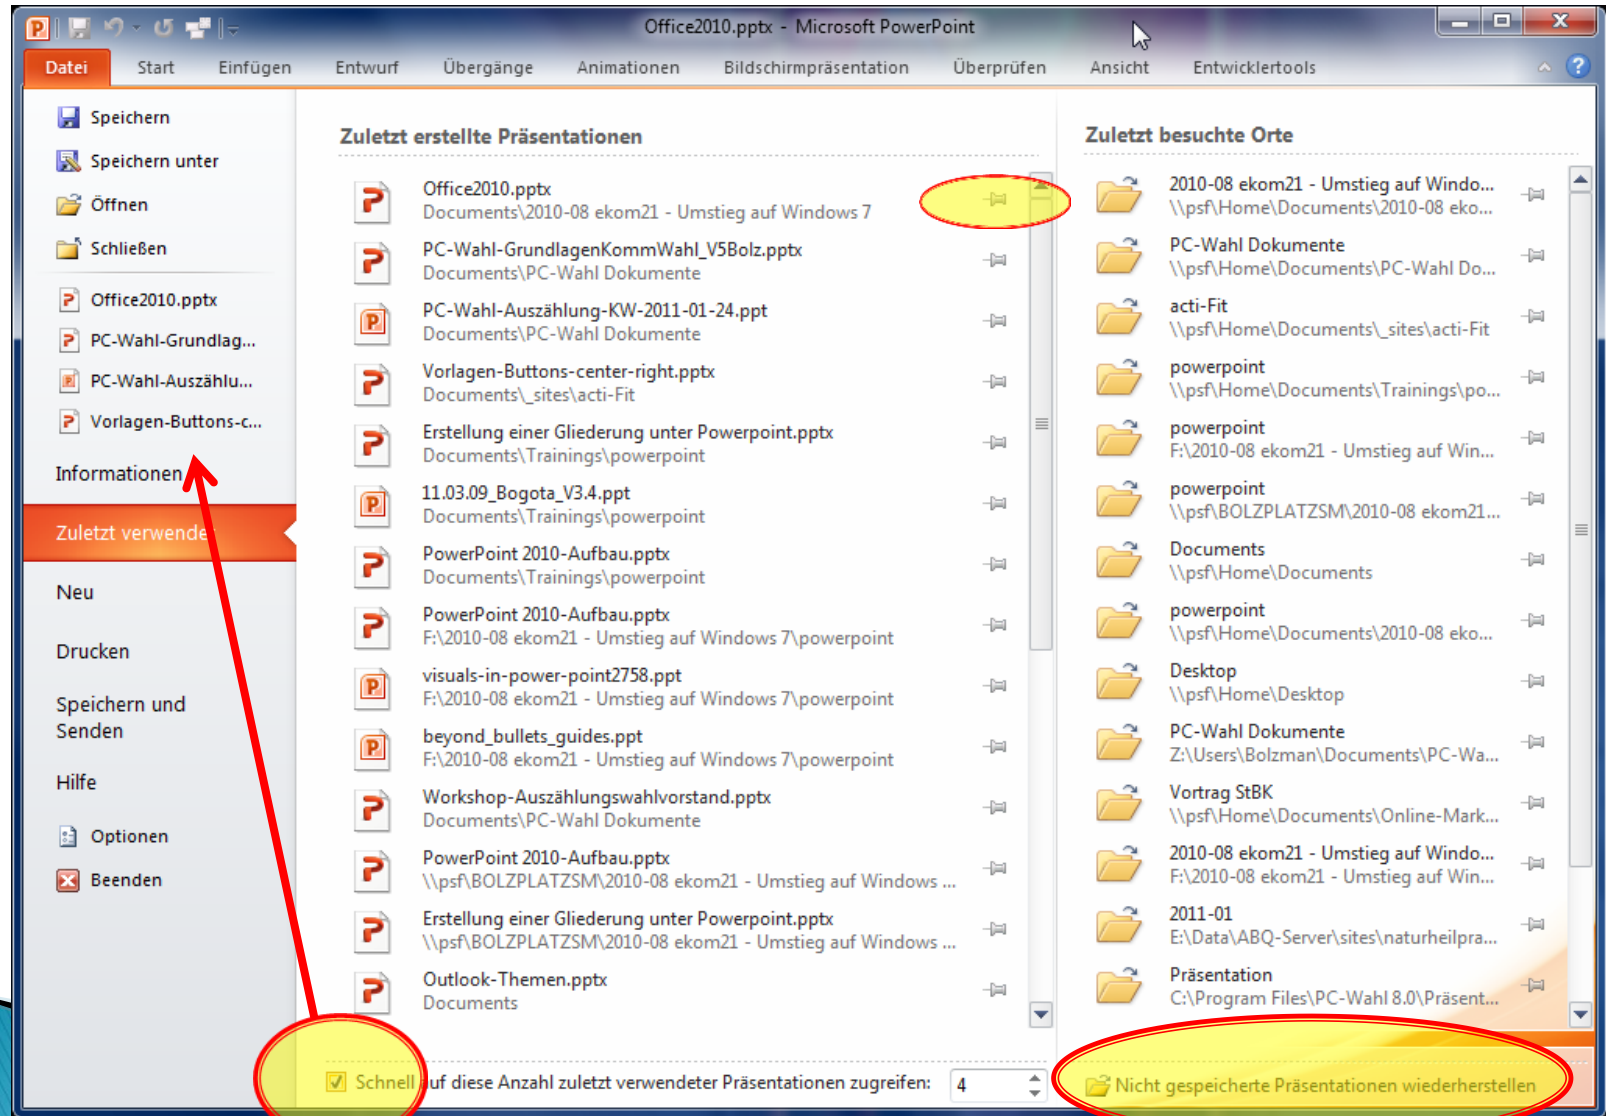 Office2010.pptx - Microsoft PowerPoint
Datei
Start
Einfügen
Entwurf
Übergänge
Animationen
Bildschirmpräsentation
Überprüfen
Ansicht
Entwicklertools
Speichern
Speichern unter
Öffnen
Schließen
Office2010.pptx
PC-Wahl-Grundlag...
PC-Wahl-Auszählu...
Vorlagen-Buttons-c...
Informationen
Zuletzt verwendet
Neu
Drucken
Speichern und
Senden
Hilfe
Optionen
Beenden
Zuletzt erstellte Präsentationen
Office2010.pptx
Documents\2010-08 ekom21 - Umstieg auf Windows 7
PC-Wahl-GrundlagenKommWahl_V5Bolz.pptx
Documents\PC-Wahl Dokumente
PC-Wahl-Auszählung-KW-2011-01-24.ppt
Documents\PC-Wahl Dokumente
Vorlagen-Buttons-center-right.pptx
Documents\_sites\acti-Fit
Erstellung einer Gliederung unter Powerpoint.pptx
Documents\Trainings\powerpoint
11.03.09_Bogota_V3.4.ppt
Documents\Trainings\powerpoint
PowerPoint 2010-Aufbau.pptx
Documents\Trainings\powerpoint
PowerPoint 2010-Aufbau.pptx
F:\2010-08 ekom21 - Umstieg auf Windows 7\powerpoint
visuals-in-power-point2758.ppt
F:\2010-08 ekom21 - Umstieg auf Windows 7\powerpoint
beyond_bullets_guides.ppt
F:\2010-08 ekom21 - Umstieg auf Windows 7\powerpoint
Workshop-Auszählungswahlvorstand.pptx
Documents\PC-Wahl Dokumente
PowerPoint 2010-Aufbau.pptx
\\psf\BOLZPLATZSM\2010-08 ekom21 - Umstieg auf Windows ...
Erstellung einer Gliederung unter Powerpoint.pptx
\\psf\BOLZPLATZSM\2010-08 ekom21 - Umstieg auf Windows ...
Outlook-Themen.pptx
Documents
Schnell auf diese Anzahl zuletzt verwendeter Präsentationen zugreifen: 4
Zuletzt besuchte Orte
2010-08 ekom21 - Umstieg auf Windo...
\\psf\Home\Documents\2010-08 eko...
PC-Wahl Dokumente
\\psf\Home\Documents\PC-Wahl Do...
acti-Fit
\\psf\Home\Documents\_sites\acti-Fit
powerpoint
\\psf\Home\Documents\Trainings\po...
powerpoint
F:\2010-08 ekom21 - Umstieg auf Win...
powerpoint
\\psf\BOLZPLATZSM\2010-08 ekom21...
Documents
\\psf\Home\Documents
powerpoint
\\psf\Home\Documents\2010-08 eko...
Desktop
\\psf\Home\Desktop
PC-Wahl Dokumente
Z:\Users\Bolzman\Documents\PC-Wa...
Vortrag StBK
\\psf\Home\Documents\Online-Mark...
2010-08 ekom21 - Umstieg auf Windo...
F:\2010-08 ekom21 - Umstieg auf Win...
2011-01
E:\Data\ABQ-Server\sites\naturheilpra...
Präsentation
C:\Program Files\PC-Wahl 8.0\Präsent...
Nicht gespeicherte Präsentationen wiederherstellen